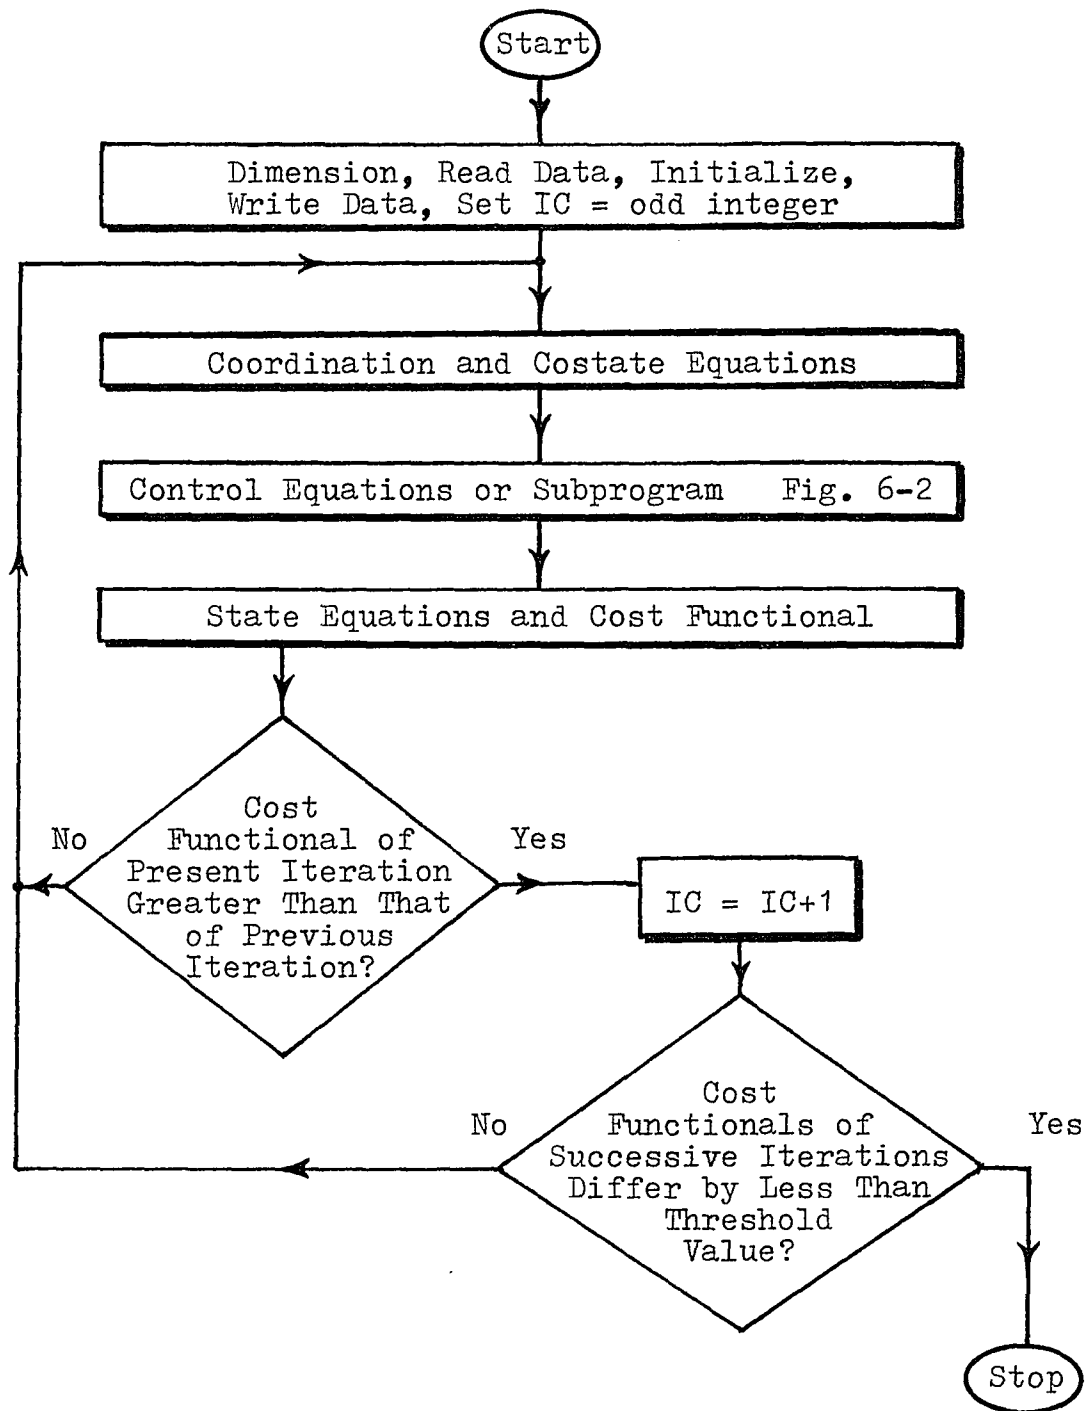 Start
Dimension, Read Data, Initialize,
Write Data, Set IC = odd integer
Coordination and Costate Equations
Control Equations or Subprogram Fig. 6-2
State Equations and Cost Functional
No
Cost
Functional of
Present Iteration
Greater Than That
of Previous
Iteration?
Yes
IC = IC+1
No
Cost
Functionals of
Successive Iterations
Differ by Less Than
Threshold
Value?
Yes
Stop